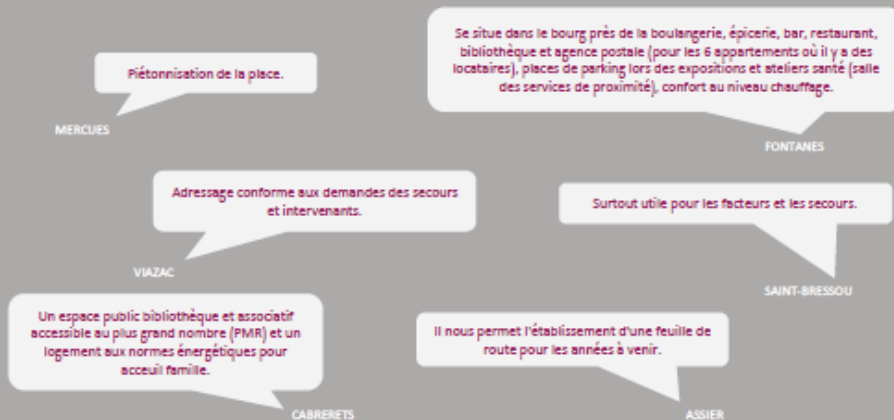 Piétonnisation de la place.
MERCUES
Se situe dans le bourg près de la boulangerie, épicerie, bar, restaurant,
bibliothèque et agence postale (pour les 6 appartements où il y a des
locataires), places de parking lors des expositions et ateliers santé (salle
des services de proximité), confort au niveau chauffage.
FONTANES
Adressage conforme aux demandes des secours
et intervenants.
VIAZAC
Surtout utile pour les facteurs et les secours.
SAINT-BRESSOU
Un espace public bibliothèque et associatif
accessible au plus grand nombre (PMR) et un
logement aux normes énergétiques pour
acceuil famille.
CABRERETS
Il nous permet l'établissement d'une feuille de
route pour les années à venir.
ASSIER